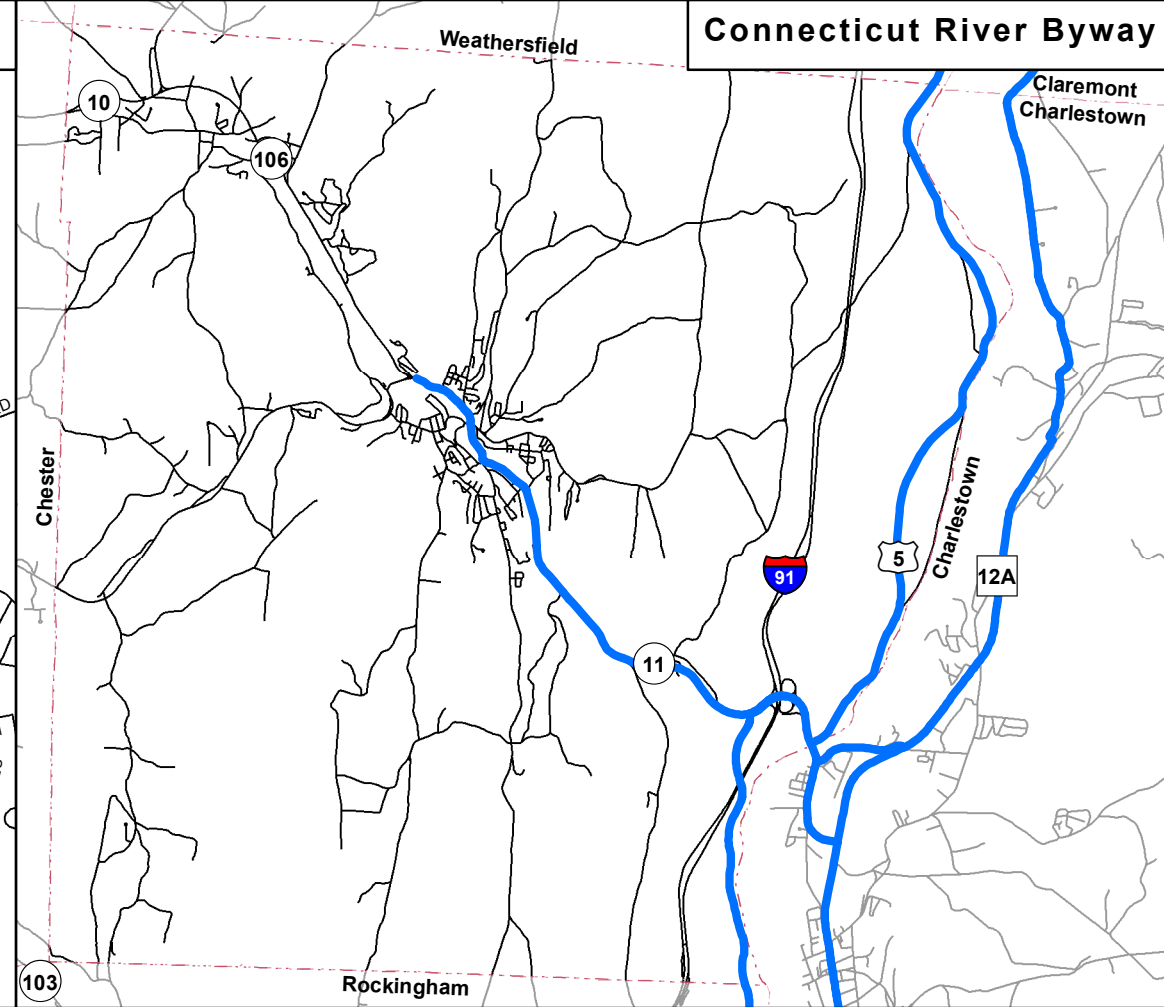 Connecticut River Byway
Weathersfield
Claremont
Charlestown
10
106
D
Chester
Charlestown
5
91
12A
11
103
Rockingham